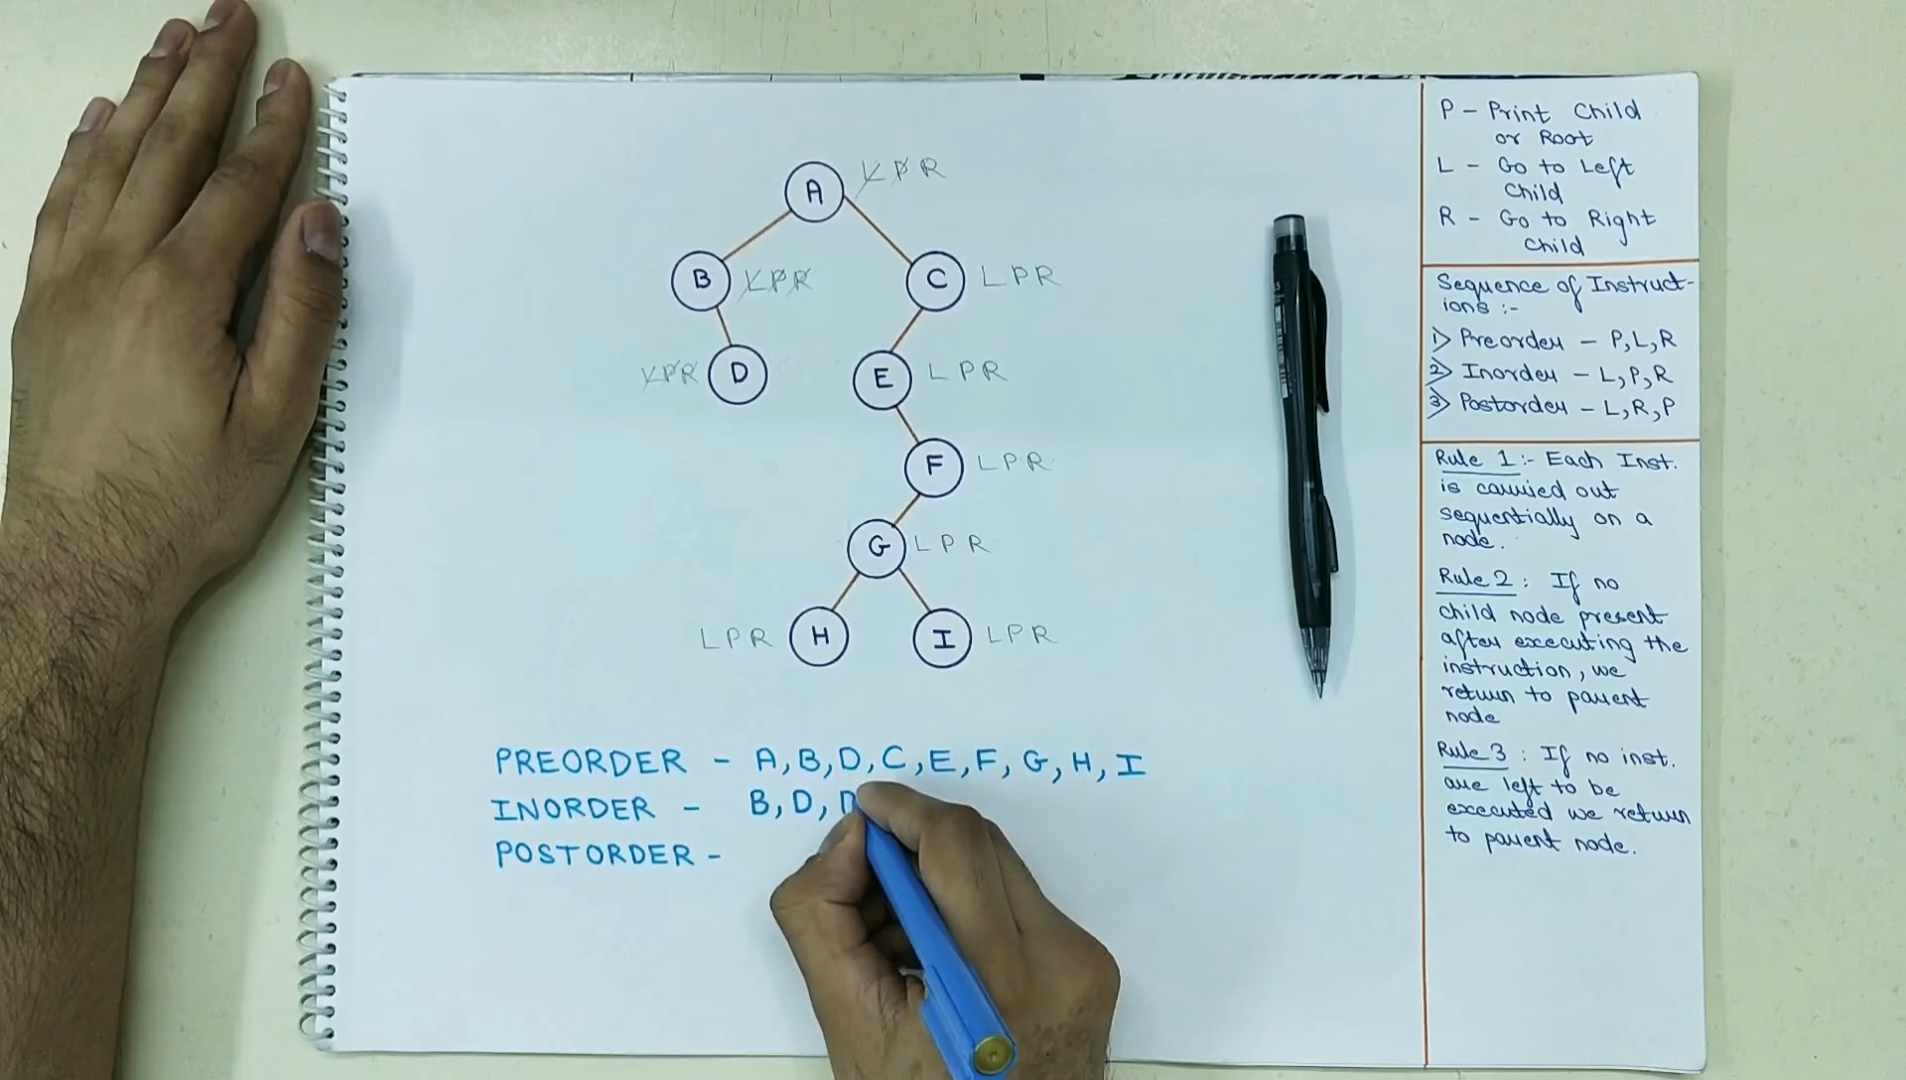 A LPR
B LPR
C LPR
LPR D
E LPR
F LPR
G LPR
LPR H
I LPR
PREORDER - A, B, D, C, E, F, G, H, I
INORDER - B, D,
POSTORDER -
P - Print Child
or Root
L - Go to Left
Child
R - Go to Right
Child
Sequence of Instruct-
ions :-
1> Preorder - P, L, R
2> Inorder - L, P, R
3> Postorder - L, R, P
Rule 1 :- Each Inst.
is carried out
sequentially on a
node.
Rule 2 : If no
child node present
after executing the
instruction, we
return to parent
node
Rule 3 : If no inst.
are left to be
executed we return
to parent node.